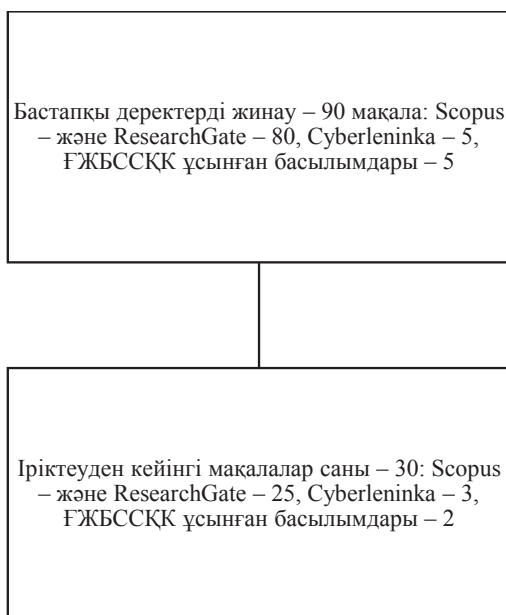 Бастапқы деректерді жинау – 90 мақала: Scopus
– және ResearchGate – 80, Cyberleninka – 5,
ҒЖБССҚК ұсынған басылымдары – 5
Іріктеуден кейінгі мақалалар саны – 30: Scopus
– және ResearchGate – 25, Cyberleninka – 3,
ҒЖБССҚК ұсынған басылымдары – 2